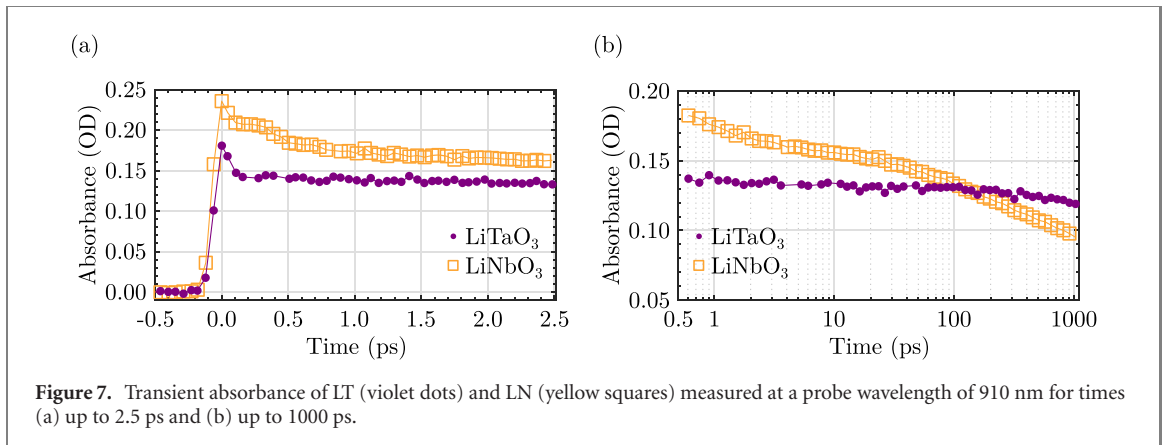 (a)
(b)
Absorbance (OD)
0.25
0.20
0.15
0.10
0.05
0.00
LiTaO₃
LiNbO₃
-0.5 0.0 0.5 1.0 1.5 2.0 2.5
Time (ps)
Absorbance (OD)
0.20
0.15
0.10
0.05
LiTaO₃
LiNbO₃
0.5 1 10 100 1000
Time (ps)
Figure 7. Transient absorbance of LT (violet dots) and LN (yellow squares) measured at a probe wavelength of 910 nm for times
(a) up to 2.5 ps and (b) up to 1000 ps.